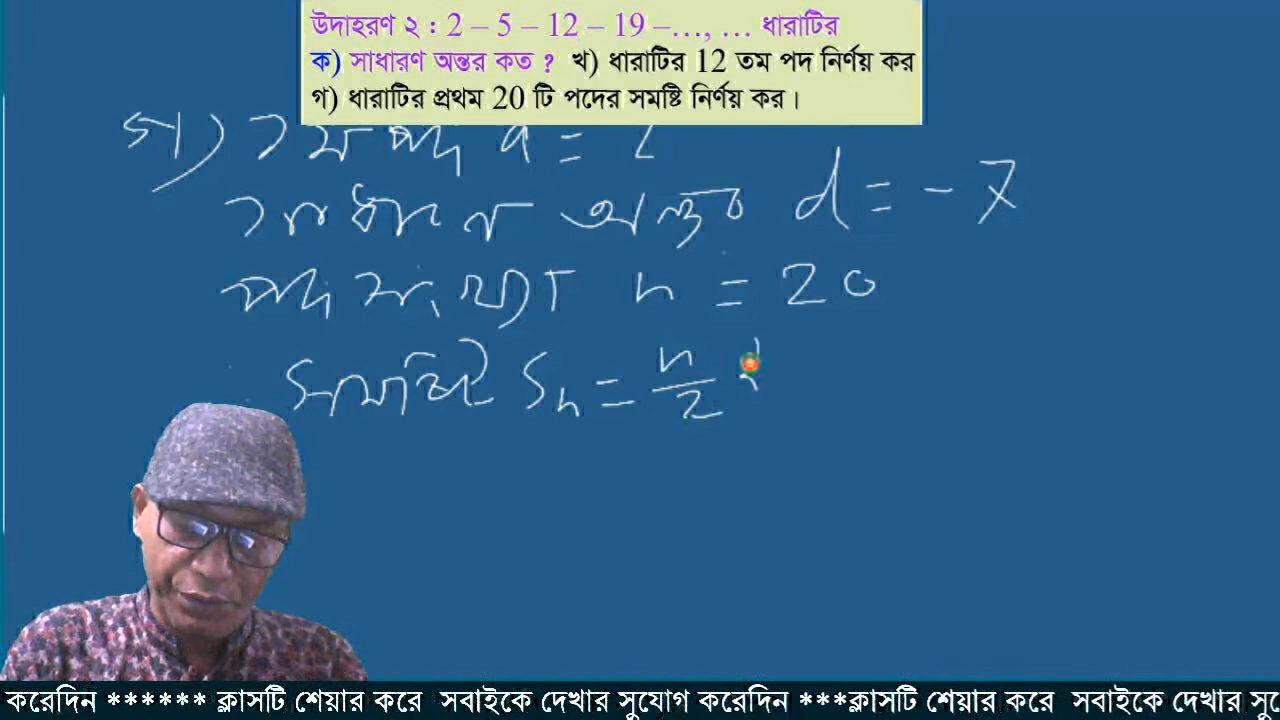 উদাহরণ ২ : 2 – 5 – 12 – 19 –…, … ধারাটির
ক) সাধারণ অন্তর কত ? খ) ধারাটির 12 তম পদ নির্ণয় কর
গ) ধারাটির প্রথম 20 টি পদের সমষ্টি নির্ণয় কর।
গ) ১ম পদ a = 2
সাধারণ অন্তর d = - 7
পদ সংখ্যা n = 20
সমষ্টি Sn = n/2
করেদিন ****** ক্লাসটি শেয়ার করে সবাইকে দেখার সুযোগ করেদিন ***ক্লাসটি শেয়ার করে সবাইকে দেখার